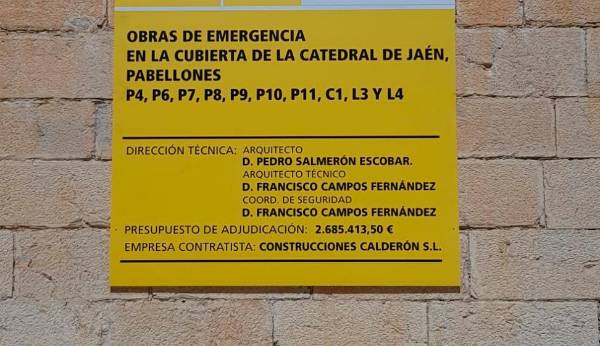 OBRAS DE EMERGENCIA
EN LA CUBIERTA DE LA CATEDRAL DE JAÉN,
PABELLONES
P4, P6, P7, P8, P9, P10, P11, C1, L3 Y L4
DIRECCIÓN TÉCNICA: ARQUITECTO
D. PEDRO SALMERÓN ESCOBAR.
ARQUITECTO TÉCNICO
D. FRANCISCO CAMPOS FERNÁNDEZ
COORD. DE SEGURIDAD
D. FRANCISCO CAMPOS FERNÁNDEZ
PRESUPUESTO DE ADJUDICACIÓN: 2.685.413,50 €
EMPRESA CONTRATISTA: CONSTRUCCIONES CALDERÓN S.L.